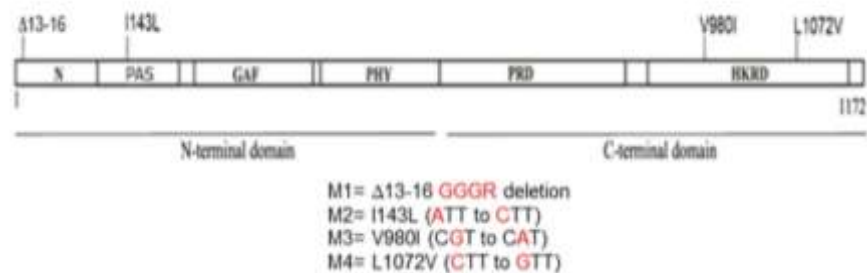 Δ13-16 I143L V980I L1072V
N PAS GAF PHY PRD HKRD
1 1172
N-terminal domain C-terminal domain
M1= Δ13-16 GGGR deletion
M2= I143L (ATT to CTT)
M3= V980I (CGT to CAT)
M4= L1072V (CTT to GTT)